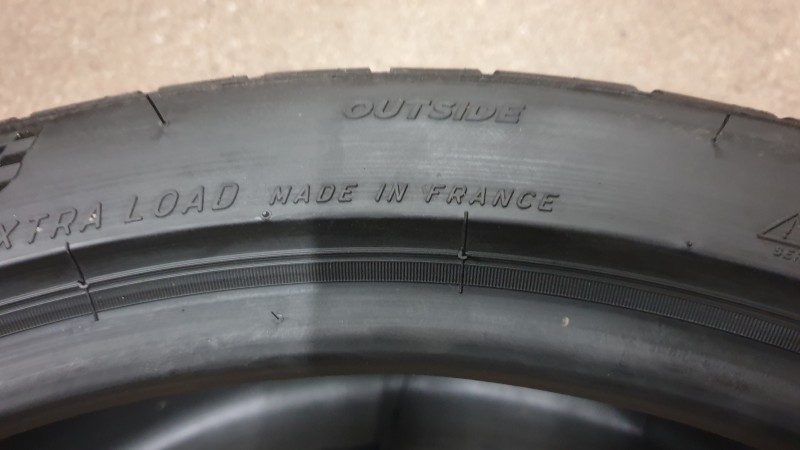 OUTSIDE
XTRA LOAD MADE IN FRANCE